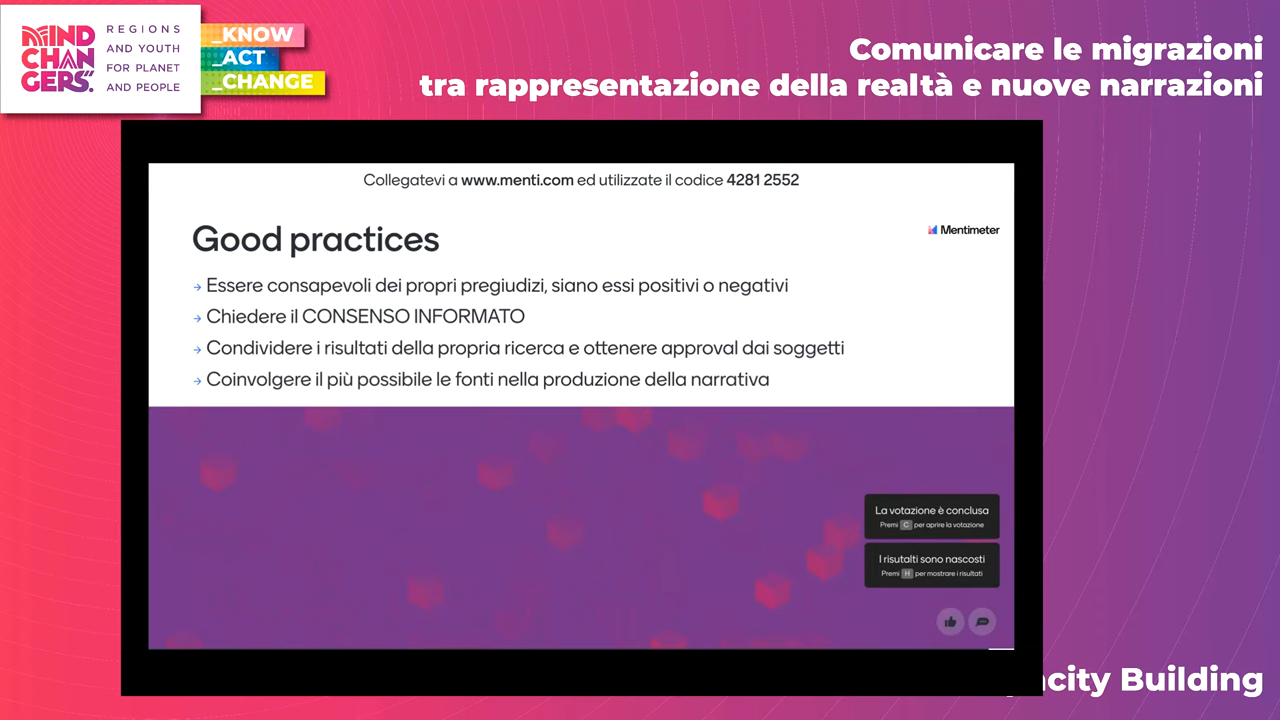 MIND
CHAN
GERS
REGIONS
AND YOUTH
FOR PLANET
AND PEOPLE
_KNOW
_ACT
_CHANGE
Comunicare le migrazioni
tra rappresentazione della realtà e nuove narrazioni
Collegatevi a www.menti.com ed utilizzate il codice 4281 2552
Good practices
Mentimeter
→ Essere consapevoli dei propri pregiudizi, siano essi positivi o negativi
→ Chiedere il CONSENSO INFORMATO
→ Condividere i risultati della propria ricerca e ottenere approval dai soggetti
→ Coinvolgere il più possibile le fonti nella produzione della narrativa
La votazione è conclusa
Premi C per aprire la votazione
I risutalti sono nascosti
Premi H per mostrare i risultati
Building